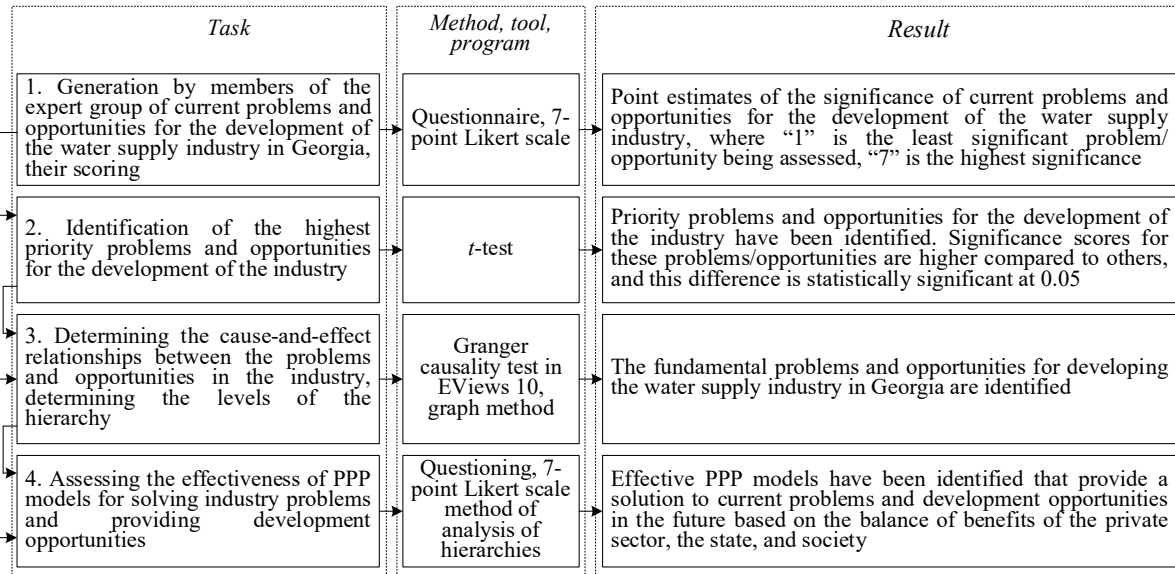 Task
Method, tool,
program
Result
1. Generation by members of the
expert group of current problems and
opportunities for the development of
the water supply industry in Georgia,
their scoring
Questionnaire, 7-
point Likert scale
Point estimates of the significance of current problems and
opportunities for the development of the water supply
industry, where “1” is the least significant problem/
opportunity being assessed, “7” is the highest significance
2. Identification of the highest
priority problems and opportunities
for the development of the industry
t-test
Priority problems and opportunities for the development of
the industry have been identified. Significance scores for
these problems/opportunities are higher compared to others,
and this difference is statistically significant at 0.05
3. Determining the cause-and-effect
relationships between the problems
and opportunities in the industry,
determining the levels of the
hierarchy
Granger
causality test in
EViews 10,
graph method
The fundamental problems and opportunities for developing
the water supply industry in Georgia are identified
4. Assessing the effectiveness of PPP
models for solving industry problems
and providing development
opportunities
Questioning, 7-
point Likert scale
method of
analysis of
hierarchies
Effective PPP models have been identified that provide a
solution to current problems and development opportunities
in the future based on the balance of benefits of the private
sector, the state, and society